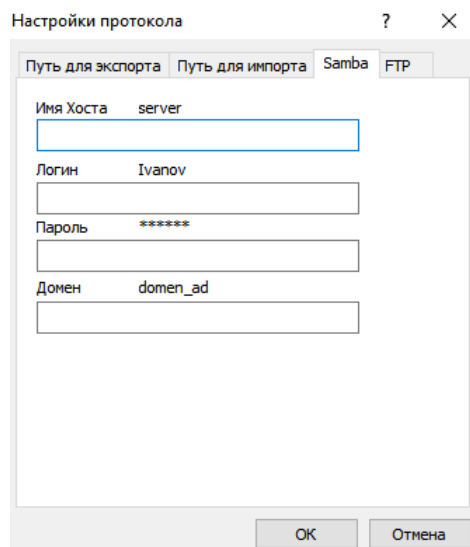 Настройки протокола ?
Путь для экспорта Путь для импорта Samba FTP
Имя Хоста server
Логин Ivanov
Пароль ******
Домен domen_ad
OK Отмена